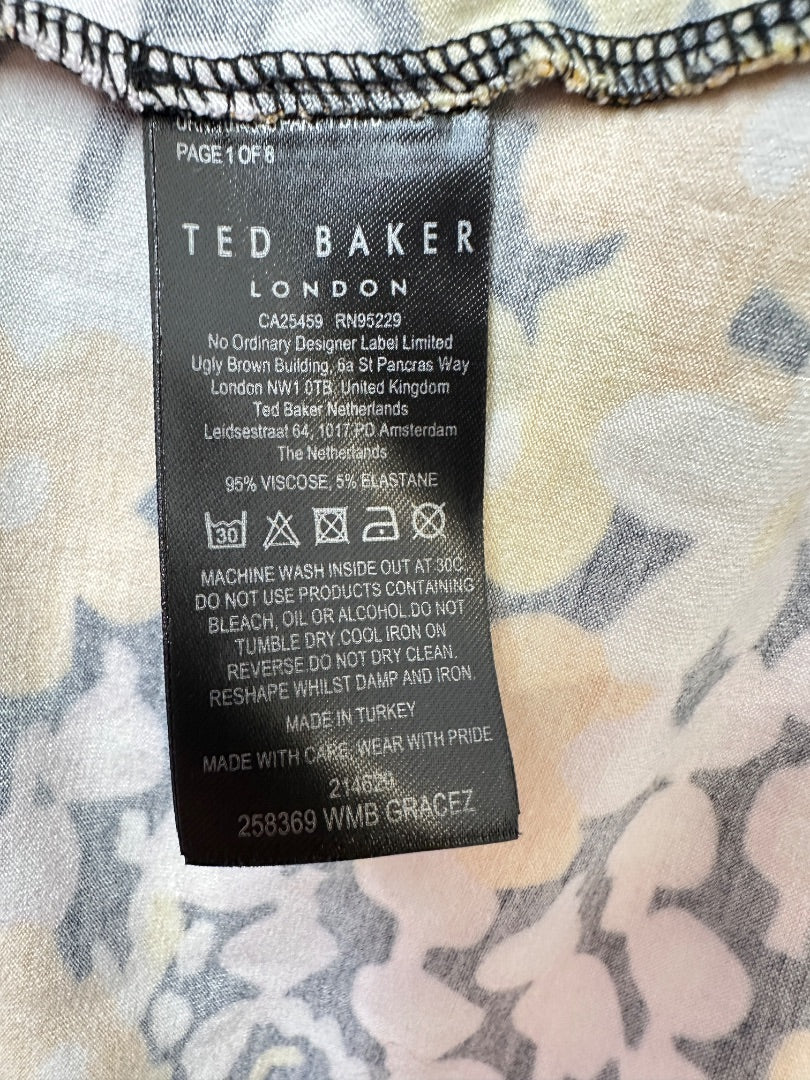 PAGE 1 OF 8
TED BAKER
LONDON
CA25459 RN95229
No Ordinary Designer Label Limited
Ugly Brown Building, 6a St Pancras Way
London NW1 0TB, United Kingdom
Ted Baker Netherlands
Leidsestraat 64, 1017 PD Amsterdam
The Netherlands
95% VISCOSE, 5% ELASTANE
30
MACHINE WASH INSIDE OUT AT 30C.
DO NOT USE PRODUCTS CONTAINING
BLEACH, OIL OR ALCOHOL.DO NOT
TUMBLE DRY.COOL IRON ON
REVERSE.DO NOT DRY CLEAN.
RESHAPE WHILST DAMP AND IRON.
MADE IN TURKEY
MADE WITH CARE, WEAR WITH PRIDE
214620
258369 WMB GRACEZ